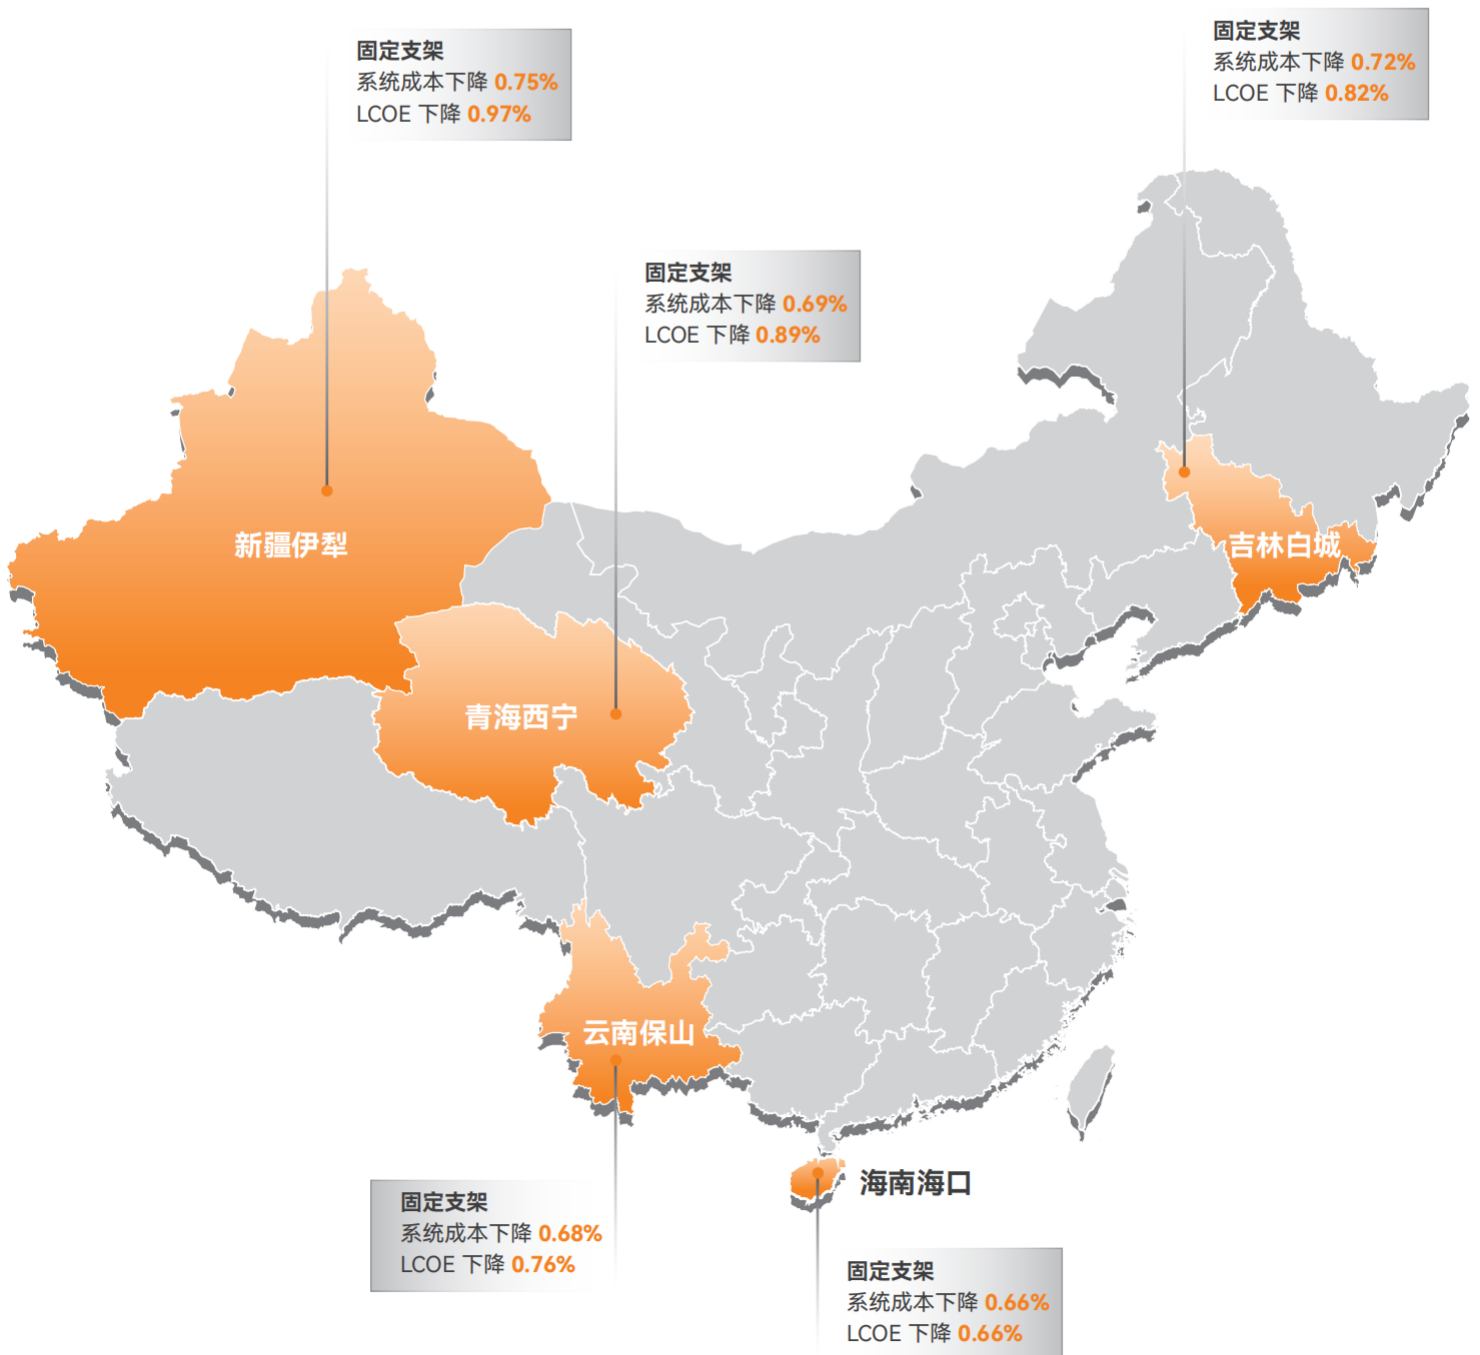 固定支架
系统成本下降 0.75%
LCOE 下降 0.97%
固定支架
系统成本下降 0.72%
LCOE 下降 0.82%
固定支架
系统成本下降 0.69%
LCOE 下降 0.89%
新疆伊犁
吉林白城
青海西宁
云南保山
海南海口
固定支架
系统成本下降 0.68%
LCOE 下降 0.76%
固定支架
系统成本下降 0.66%
LCOE 下降 0.66%